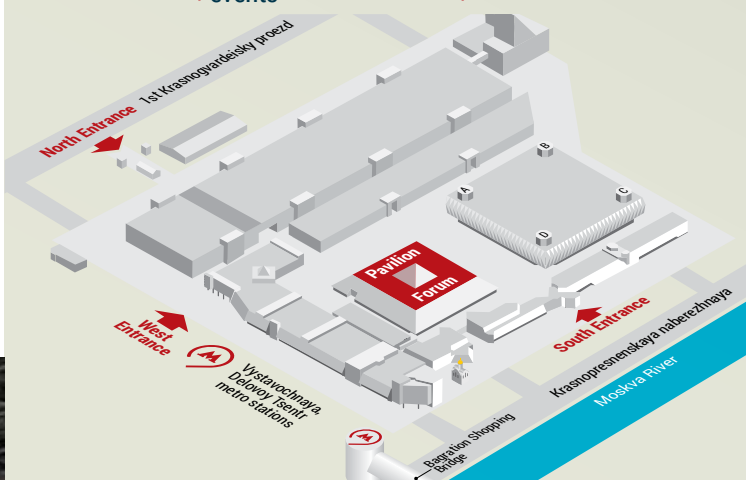 events
1st Krasnogvardeisky proezd
North Entrance
B
A
C
D
Pavilion
Forum
West
Entrance
South Entrance
Vystavochnaya,
Delovoy Tsentr
metro stations
Krasnopresnenskaya naberezhnaya
Moskva River
Bagration Shopping
Bridge